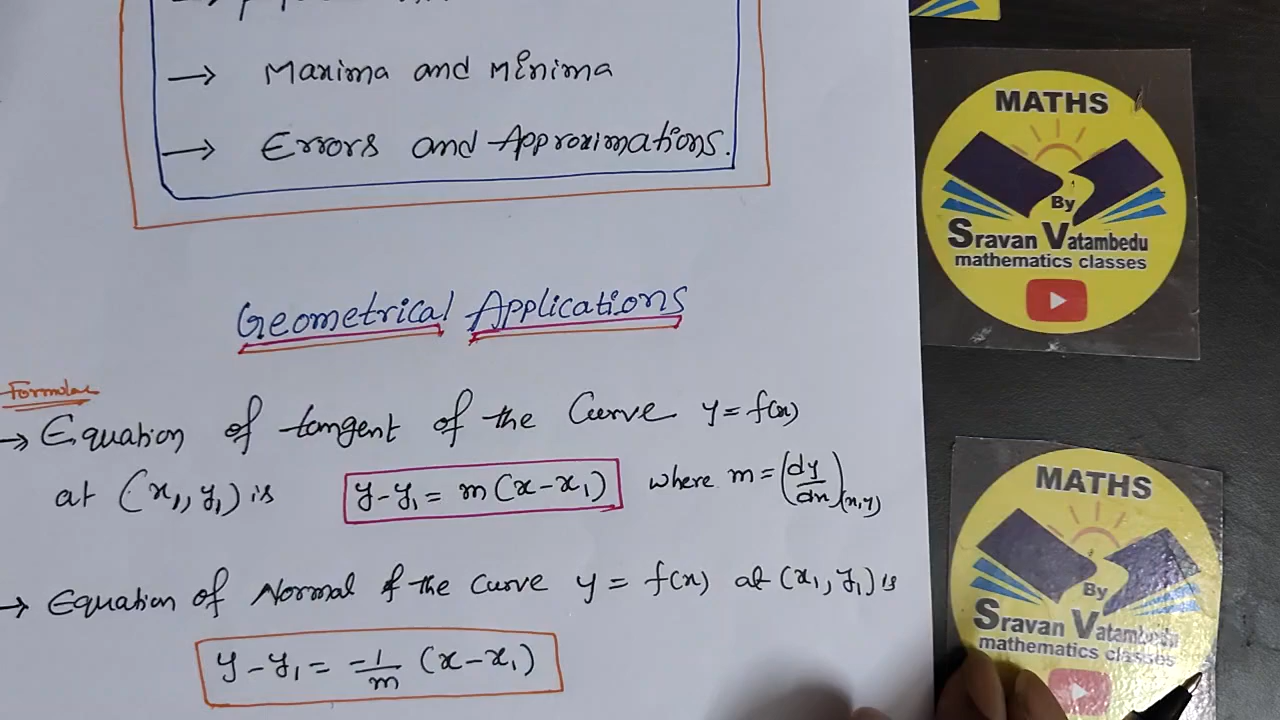 → Maxima and Minima
→ Errors and Approximations.
Geometrical Applications
Formulae
→ Equation of tangent of the Curve y = f(x)
at (x₁, y₁) is y - y₁ = m (x - x₁) where m = (dy/dx)(x,y)
→ Equation of Normal of the Curve y = f(x) at (x₁, y₁) is
y - y₁ = -1/m (x - x₁)
MATHS
By
Sravan Vatambedu
mathematics classes
MATHS
By
Sravan Vatambedu
mathematics classes